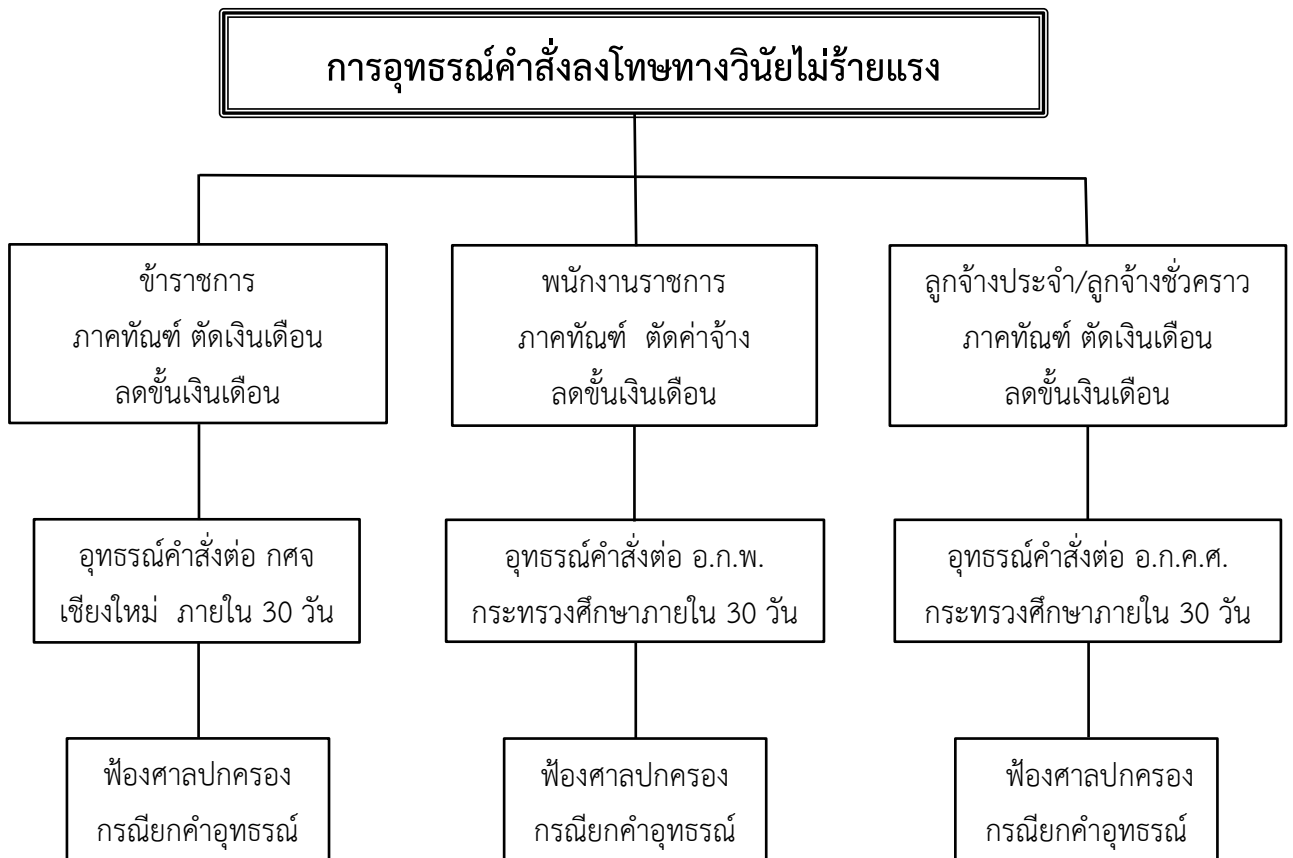 การอุทธรณ์คำสั่งลงโทษทางวินัยไม่ร้ายแรง
ข้าราชการ
ภาคทัณฑ์ ตัดเงินเดือน
ลดขั้นเงินเดือน
พนักงานราชการ
ภาคทัณฑ์ ตัดค่าจ้าง
ลดขั้นเงินเดือน
ลูกจ้างประจำ/ลูกจ้างชั่วคราว
ภาคทัณฑ์ ตัดเงินเดือน
ลดขั้นเงินเดือน
อุทธรณ์คำสั่งต่อ กศจ
เชียงใหม่ ภายใน 30 วัน
อุทธรณ์คำสั่งต่อ อ.ก.พ.
กระทรวงศึกษาภายใน 30 วัน
อุทธรณ์คำสั่งต่อ อ.ก.ค.ศ.
กระทรวงศึกษาภายใน 30 วัน
ฟ้องศาลปกครอง
กรณียกคำอุทธรณ์
ฟ้องศาลปกครอง
กรณียกคำอุทธรณ์
ฟ้องศาลปกครอง
กรณียกคำอุทธรณ์